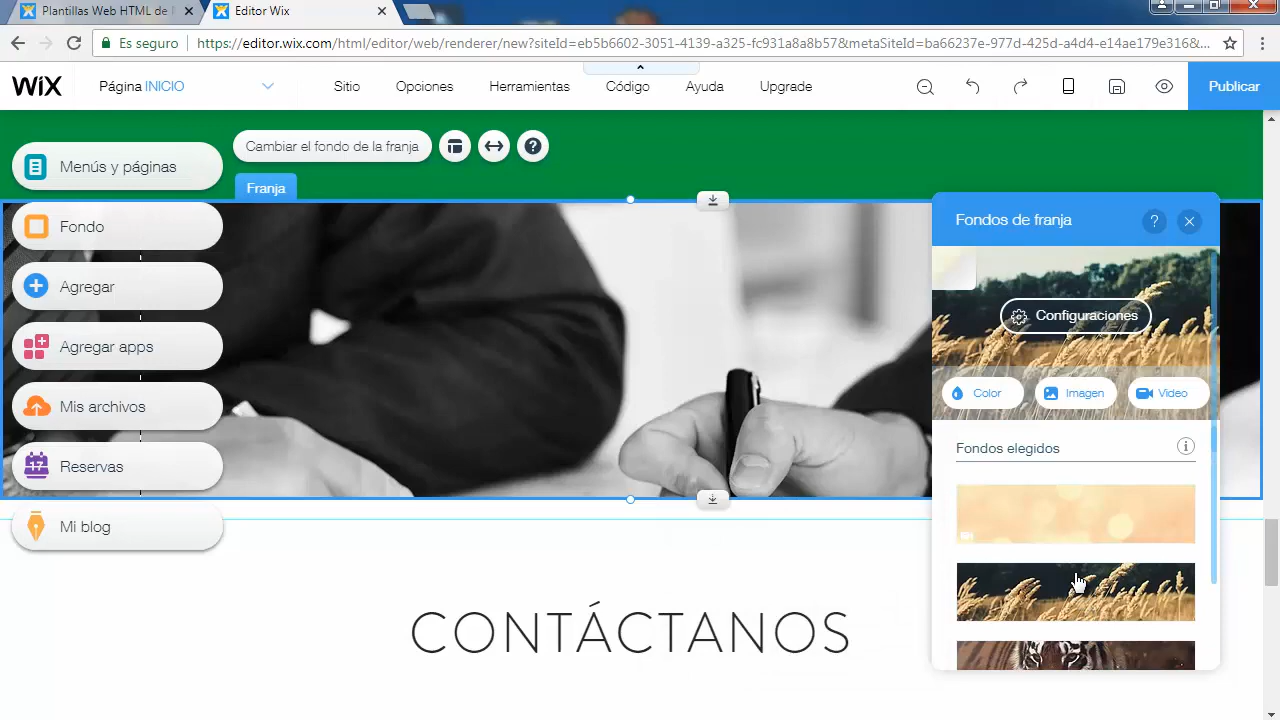 Plantillas Web HTML de
Editor Wix
Es seguro
https://editor.wix.com/html/editor/web/renderer/new?siteId=eb5b6602-3051-4139-a325-fc931a8a8b57&metaSiteId=ba66237e-977d-425d-a4d4-e14ae179e316&...
WiX
Página INICIO
Sitio
Opciones
Herramientas
Código
Ayuda
Upgrade
Publicar
Menús y páginas
Cambiar el fondo de la franja
?
Franja
Fondos de franja
?
Fondo
Agregar
Configuraciones
Agregar apps
Color
Imagen
Video
Mis archivos
Fondos elegidos
17
Reservas
Mi blog
CONTÁCTANOS